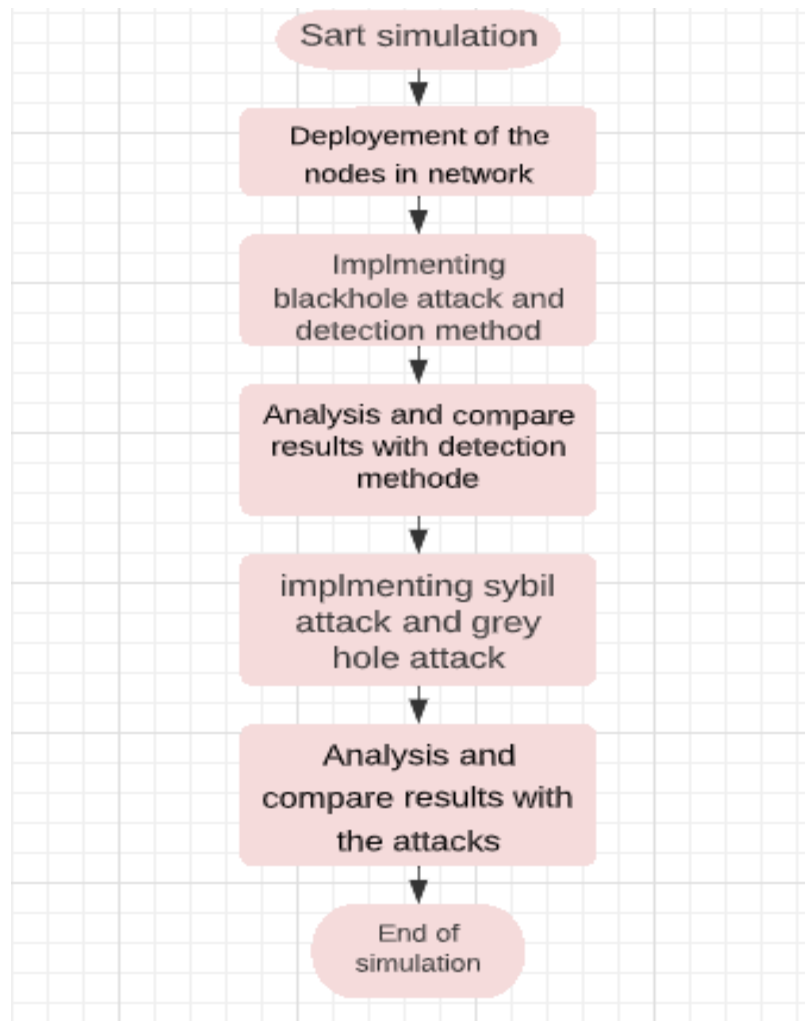 Sart simulation
Deployement of the
nodes in network
Implmenting
blackhole attack and
detection method
Analysis and compare
results with detection
methode
implmenting sybil
attack and grey
hole attack
Analysis and
compare results with
the attacks
End of
simulation